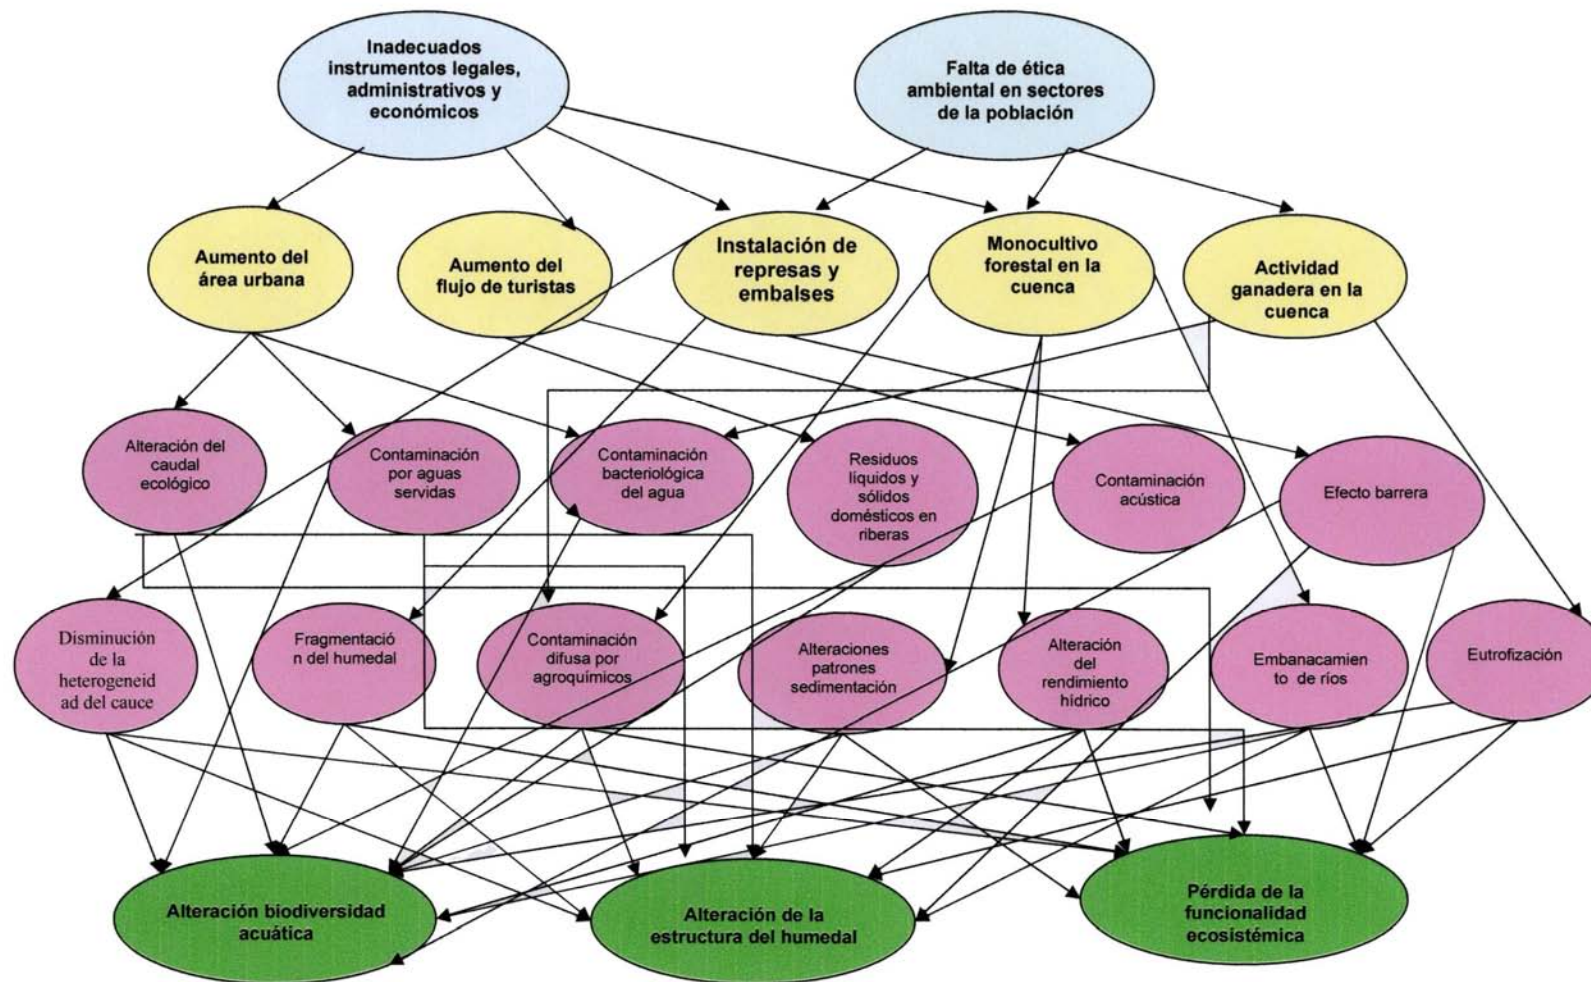 Inadecuados
instrumentos legales,
administrativos y
económicos
Falta de ética
ambiental en sectores
de la población
Aumento del
área urbana
Aumento del
flujo de turistas
Instalación de
represas y
embalses
Monocultivo
forestal en la
cuenca
Actividad
ganadera en la
cuenca
Alteración del
caudal
ecológico
Contaminación
por aguas
servidas
Contaminación
bacteriológica
del agua
Residuos
líquidos y
sólidos
domésticos en
riberas
Contaminación
acústica
Efecto barrera
Disminución
de la
heterogeneid
ad del cauce
Fragmentació
n del humedal
Contaminación
difusa por
agroquímicos
Alteraciones
patrones
sedimentación
Alteración
del
rendimiento
hídrico
Embanacamien
to de ríos
Eutrofización
Alteración biodiversidad
acuática
Alteración de la
estructura del humedal
Pérdida de la
funcionalidad
ecosistémica